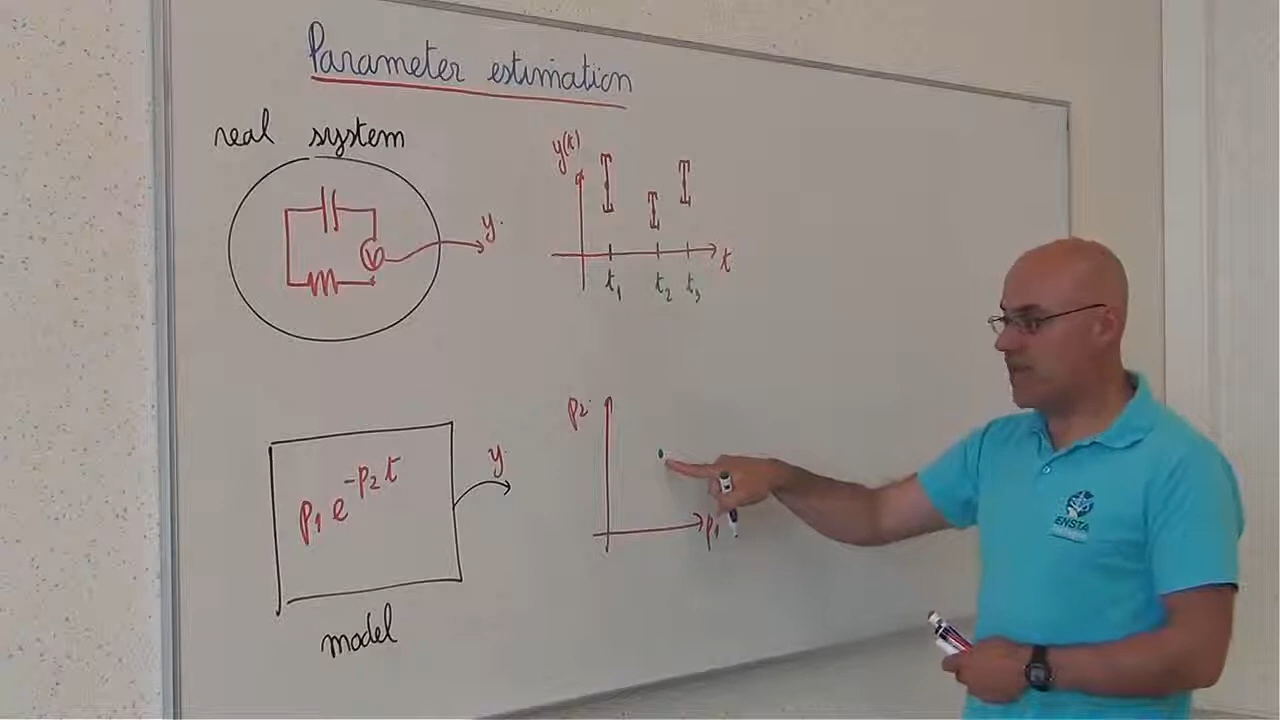 Parameter estimation
real system
V
y
y(t)
t
t₁ t₂ t₃
p₁ e^{-p₂t}
y
model
p₂
p₁
ENSTA